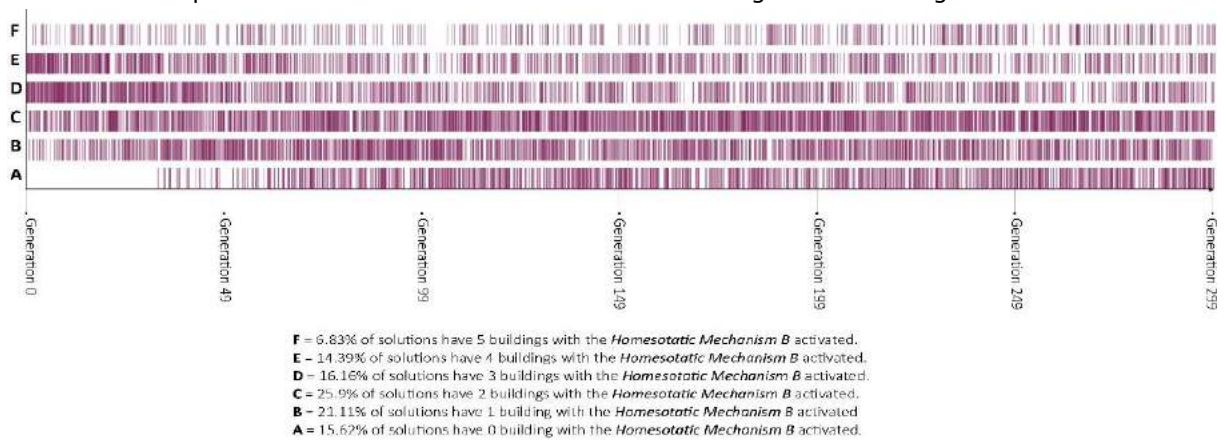 F
E
D
C
B
A
Generation 0
Generation 49
Generation 99
Generation 149
Generation 199
Generation 249
Generation 299
F = 6.83% of solutions have 5 buildings with the Homesotatic Mechanism B activated.
E – 14.39% of solutions have 4 buildings with the Homesotatic Mechanism B activated.
D – 16.16% of solutions have 3 buildings with the Homesotatic Mechanism B activated.
C = 25.9% of solutions have 2 buildings with the Homesotatic Mechanism B activated.
B – 21.11% of solutions have 1 building with the Homesotatic Mechanism B activated
A = 15.62% of solutions have 0 building with the Homesotatic Mechanism B activated.